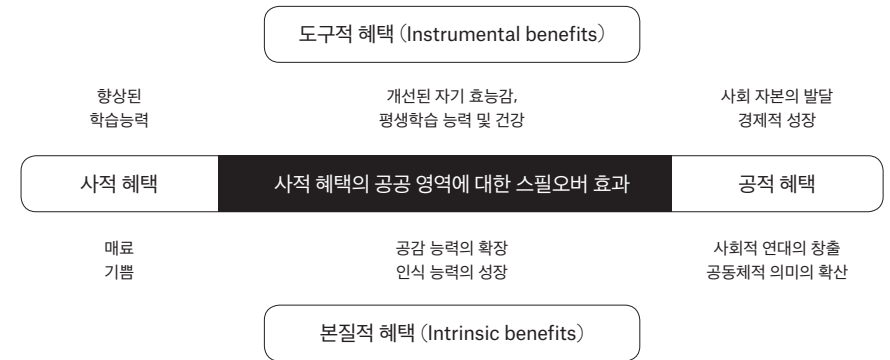 도구적 혜택 (Instrumental benefits)
향상된
학습능력
개선된 자기 효능감,
평생학습 능력 및 건강
사회 자본의 발달
경제적 성장
사적 혜택
사적 혜택의 공공 영역에 대한 스필오버 효과
공적 혜택
매료
기쁨
공감 능력의 확장
인식 능력의 성장
사회적 연대의 창출
공동체적 의미의 확산
본질적 혜택 (Intrinsic benefits)